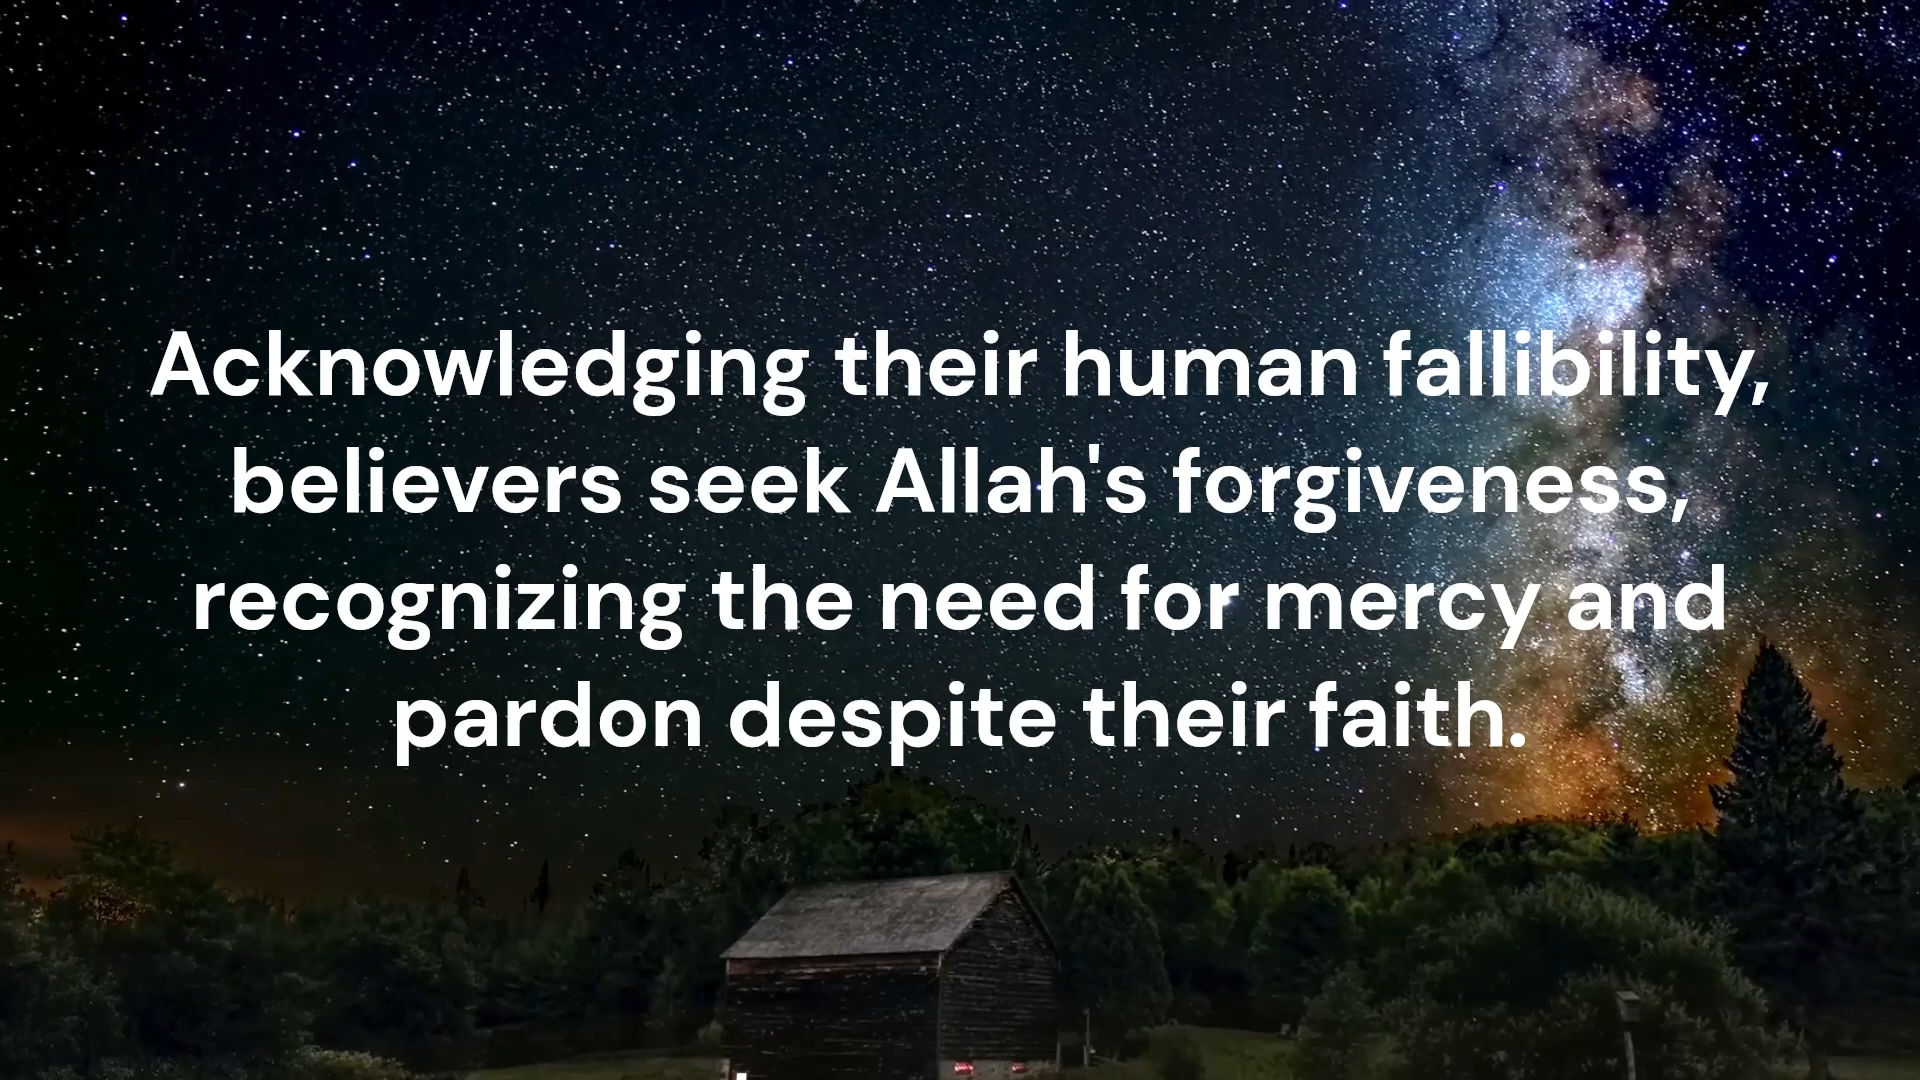 Acknowledging their human fallibility,
believers seek Allah's forgiveness,
recognizing the need for mercy and
pardon despite their faith.